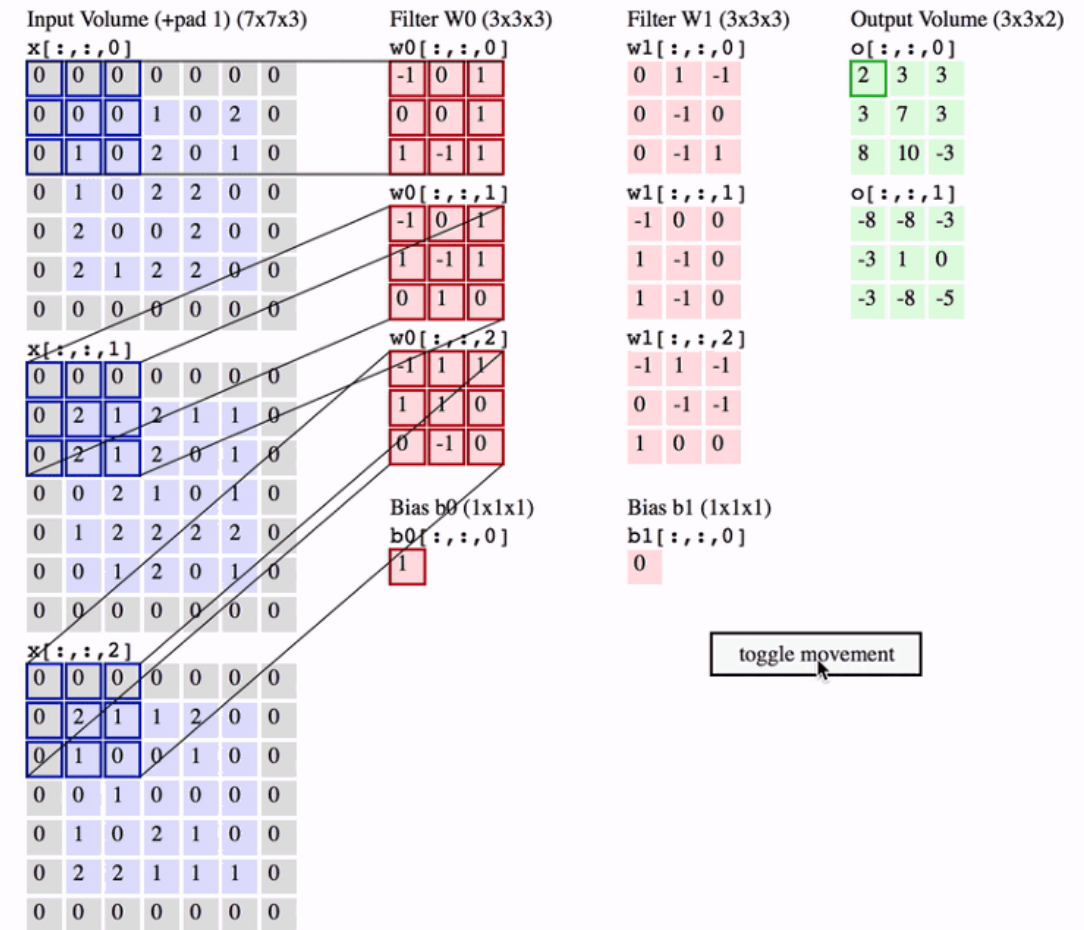 Input Volume (+pad 1) (7x7x3)
x[:,:,0]
0 0 0 0 0 0 0
0 0 0 1 0 2 0
0 1 0 2 0 1 0
0 1 0 2 2 0 0
0 2 0 0 2 0 0
0 2 1 2 2 0 0
0 0 0 0 0 0 0
x[:,:,1]
0 0 0 0 0 0 0
0 2 1 2 1 1 0
0 2 1 2 0 1 0
0 0 2 1 0 1 0
0 1 2 2 2 2 0
0 0 1 2 0 1 0
0 0 0 0 0 0 0
x[:,:,2]
0 0 0 0 0 0 0
0 2 1 1 2 0 0
0 1 0 0 1 0 0
0 0 1 0 0 0 0
0 1 0 2 1 0 0
0 2 2 1 1 1 0
0 0 0 0 0 0 0
Filter W0 (3x3x3)
w0[:,:,0]
-1 0 1
0 0 1
1 -1 1
w0[:,:,1]
-1 0 1
1 -1 1
0 1 0
w0[:,:,2]
-1 1 1
1 1 0
0 -1 0
Bias b0 (1x1x1)
b0[:,:,0]
1
Filter W1 (3x3x3)
w1[:,:,0]
0 1 -1
0 -1 0
0 -1 1
w1[:,:,1]
-1 0 0
1 -1 0
1 -1 0
w1[:,:,2]
-1 1 -1
0 -1 -1
1 0 0
Bias b1 (1x1x1)
b1[:,:,0]
0
Output Volume (3x3x2)
o[:,:,0]
2 3 3
3 7 3
8 10 -3
o[:,:,1]
-8 -8 -3
-3 1 0
-3 -8 -5
toggle movement